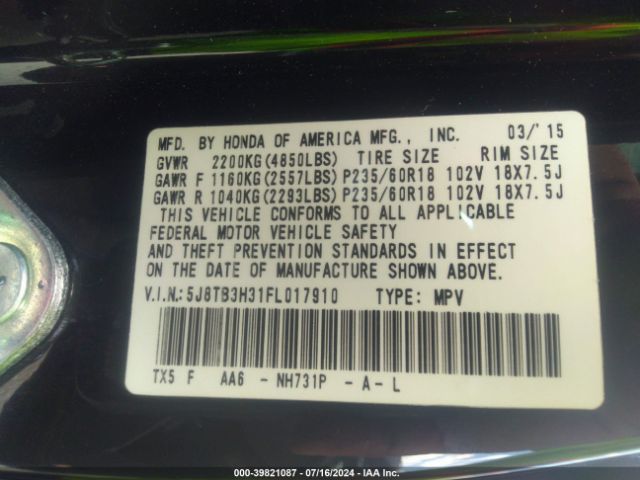 MFD. BY HONDA OF AMERICA MFG., INC. 03/'15
GVWR 2200KG(4850LBS) TIRE SIZE RIM SIZE
GAWR F 1160KG(2557LBS) P235/60R18 102V 18X7.5J
GAWR R 1040KG(2293LBS) P235/60R18 102V 18X7.5J
THIS VEHICLE CONFORMS TO ALL APPLICABLE
FEDERAL MOTOR VEHICLE SAFETY
AND THEFT PREVENTION STANDARDS IN EFFECT
ON THE DATE OF MANUFACTURE SHOWN ABOVE.
V.I.N.:5J8TB3H31FL017910 TYPE: MPV
TX5 F AA6 - NH731P - A - L
000-39821087 / 07/16/2024 / IAA Inc.